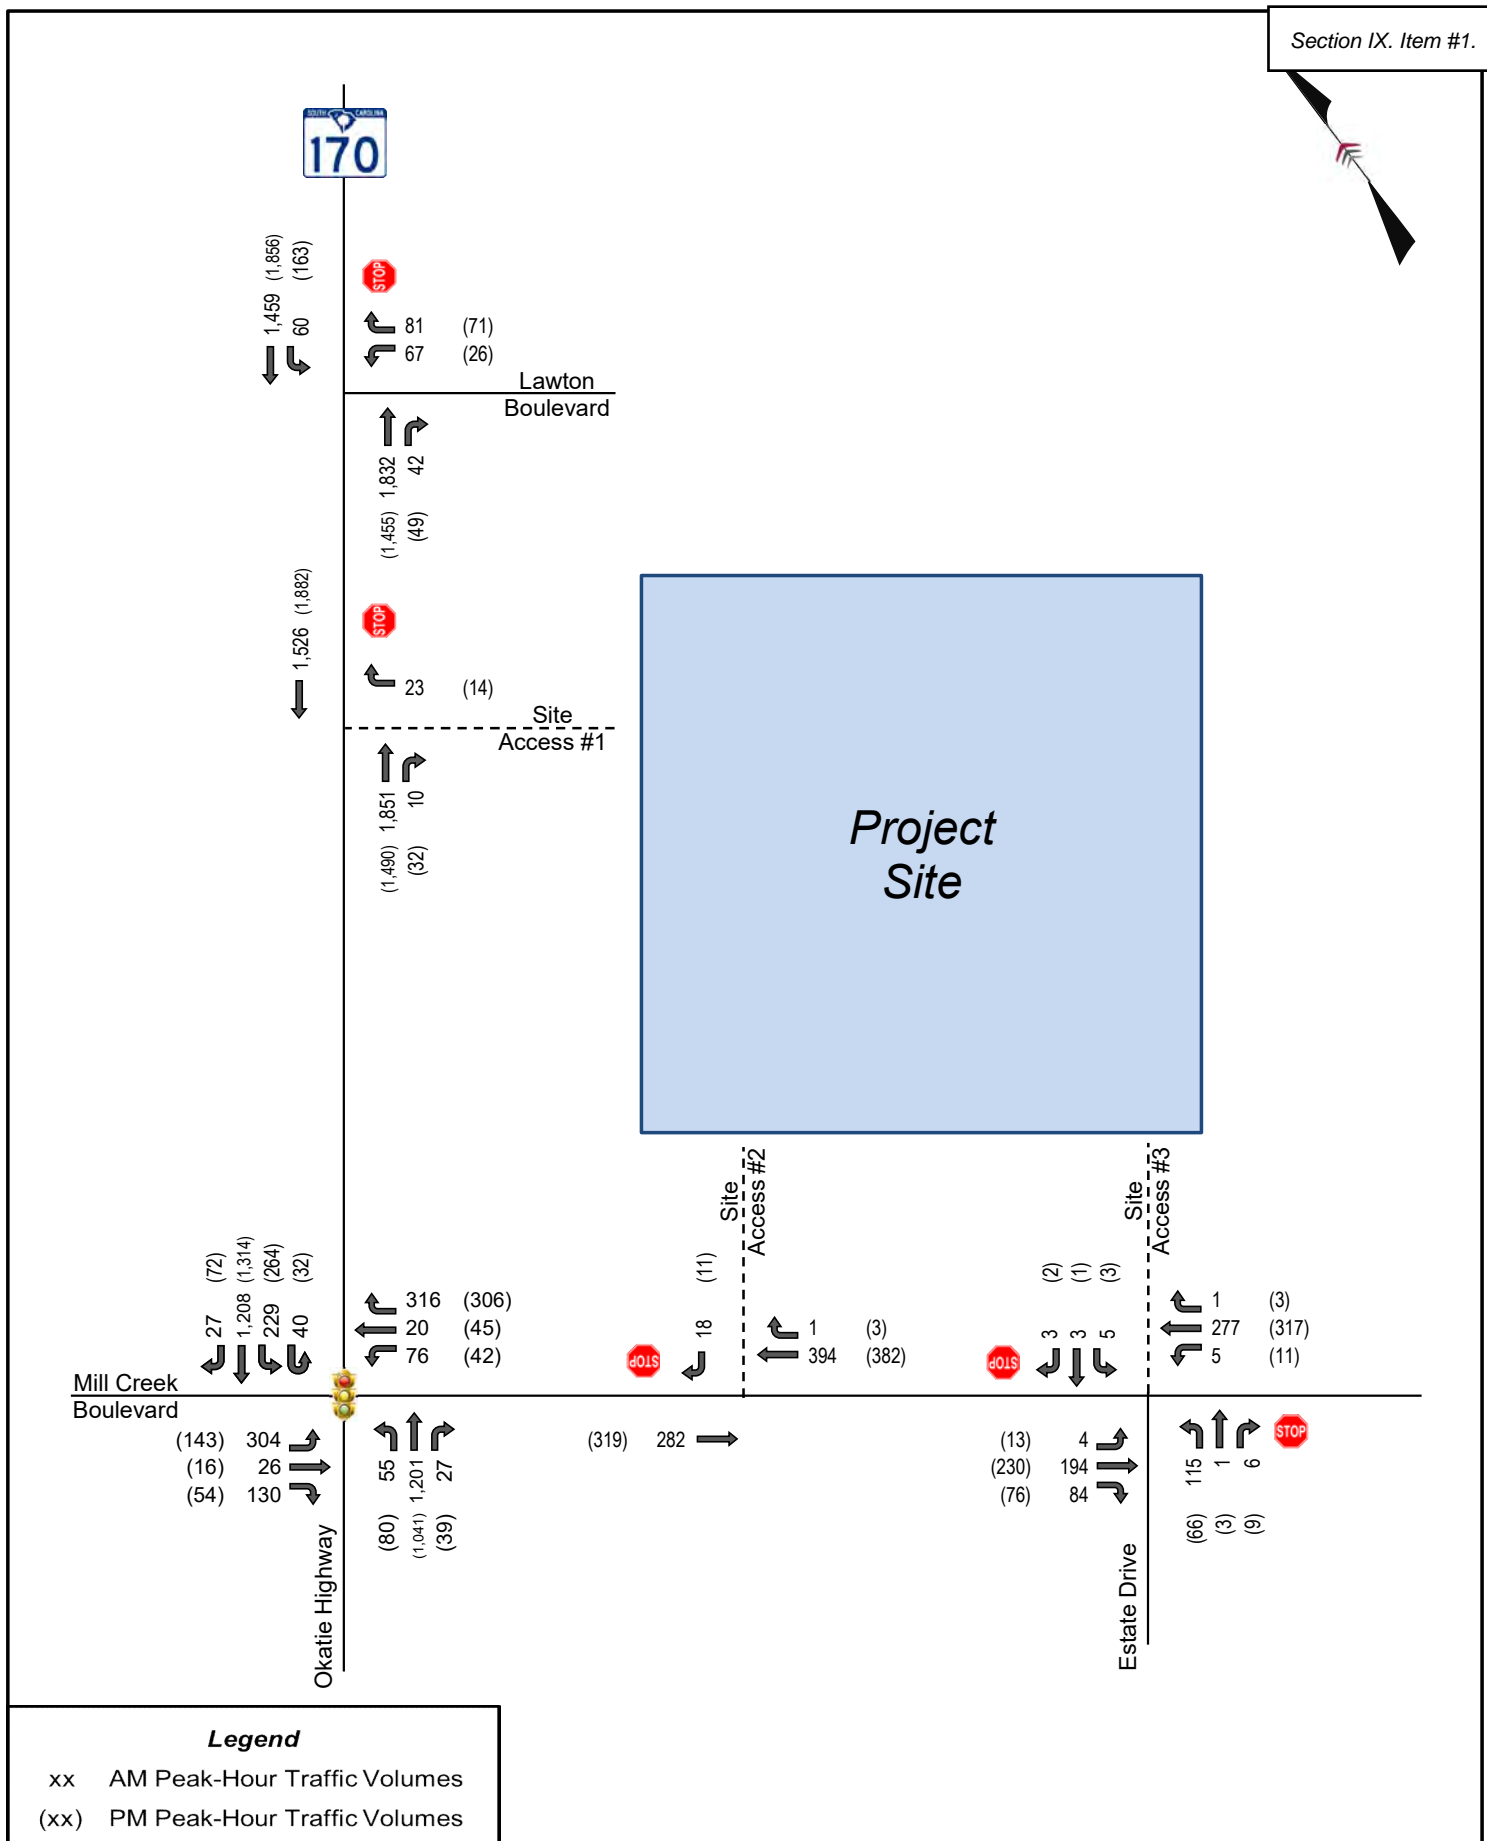 Section IX. Item #1.
SOUTH CAROLINA
170
1,459 (1,856)
60 (163)
STOP
81 (71)
67 (26)
Lawton
Boulevard
(1,455) 1,832
(49) 42
1,526 (1,882)
STOP
23 (14)
Site
Access #1
(1,490) 1,851
(32) 10
Project
Site
Site
Access #2
Site
Access #3
27 (72)
1,208 (1,314)
229 (264)
40 (32)
316 (306)
20 (45)
76 (42)
STOP
18 (11)
1 (3)
394 (382)
STOP
3 (2)
3 (1)
5 (3)
1 (3)
277 (317)
5 (11)
Mill Creek
Boulevard
(143) 304
(16) 26
(54) 130
(80) 55
(1,041) 1,201
(39) 27
(319) 282
(13) 4
(230) 194
(76) 84
(66) 115
(3) 1
(9) 6
STOP
Okatie Highway
Estate Drive
Legend
xx AM Peak-Hour Traffic Volumes
(xx) PM Peak-Hour Traffic Volumes